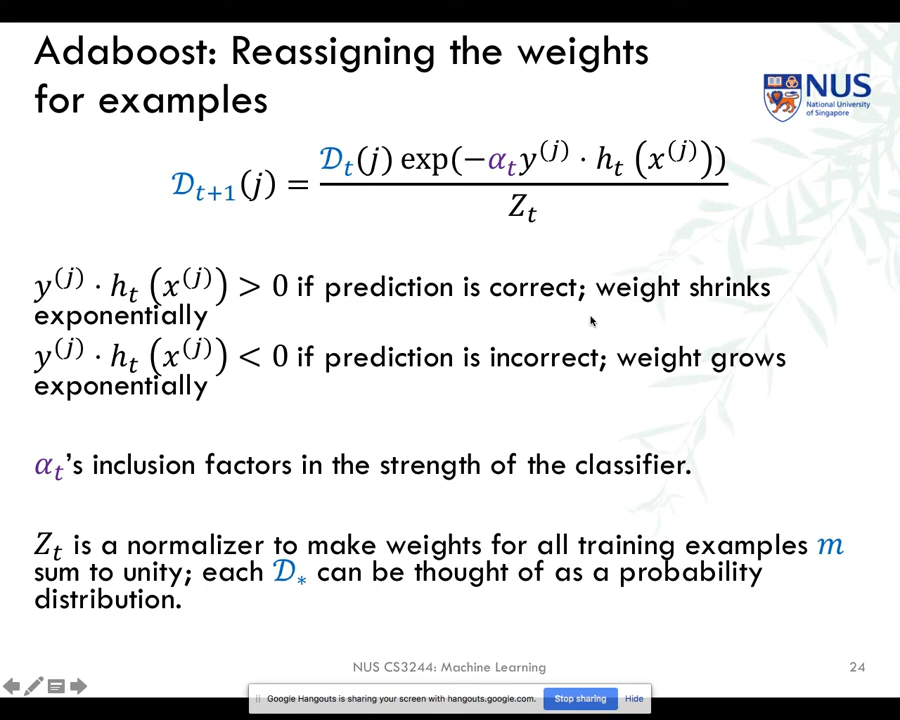 Adaboost: Reassigning the weights
for examples
NUS
National University
of Singapore
𝒟ₜ₊₁(j) = 𝒟ₜ(j) exp(−αₜy⁽ʲ⁾ · hₜ (x⁽ʲ⁾)) / Zₜ
y⁽ʲ⁾ · hₜ (x⁽ʲ⁾) > 0 if prediction is correct; weight shrinks
exponentially
y⁽ʲ⁾ · hₜ (x⁽ʲ⁾) < 0 if prediction is incorrect; weight grows
exponentially
αₜ's inclusion factors in the strength of the classifier.
Zₜ is a normalizer to make weights for all training examples m
sum to unity; each 𝒟∗ can be thought of as a probability
distribution.
NUS CS3244: Machine Learning
24
Google Hangouts is sharing your screen with hangouts.google.com. Stop sharing Hide